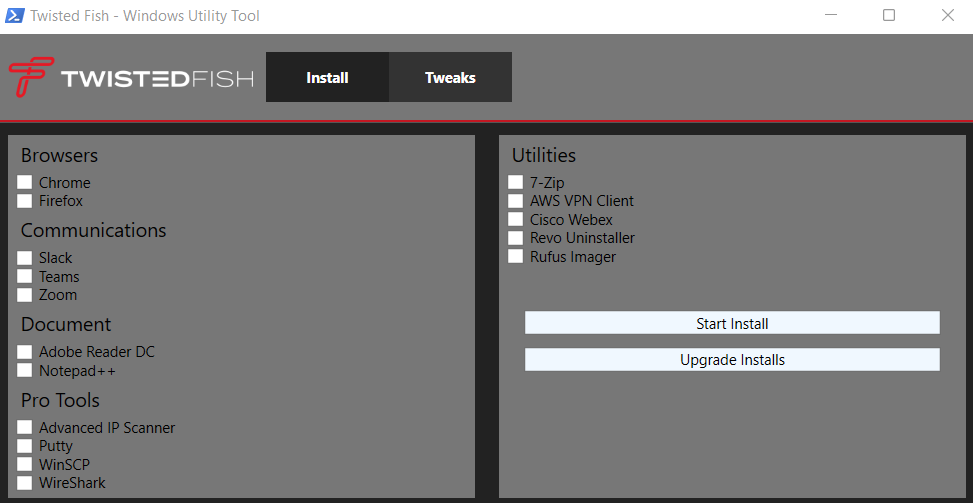 Twisted Fish - Windows Utility Tool
TWISTEDFISH
Install
Tweaks
Browsers
Chrome
Firefox
Communications
Slack
Teams
Zoom
Document
Adobe Reader DC
Notepad++
Pro Tools
Advanced IP Scanner
Putty
WinSCP
WireShark
Utilities
7-Zip
AWS VPN Client
Cisco Webex
Revo Uninstaller
Rufus Imager
Start Install
Upgrade Installs